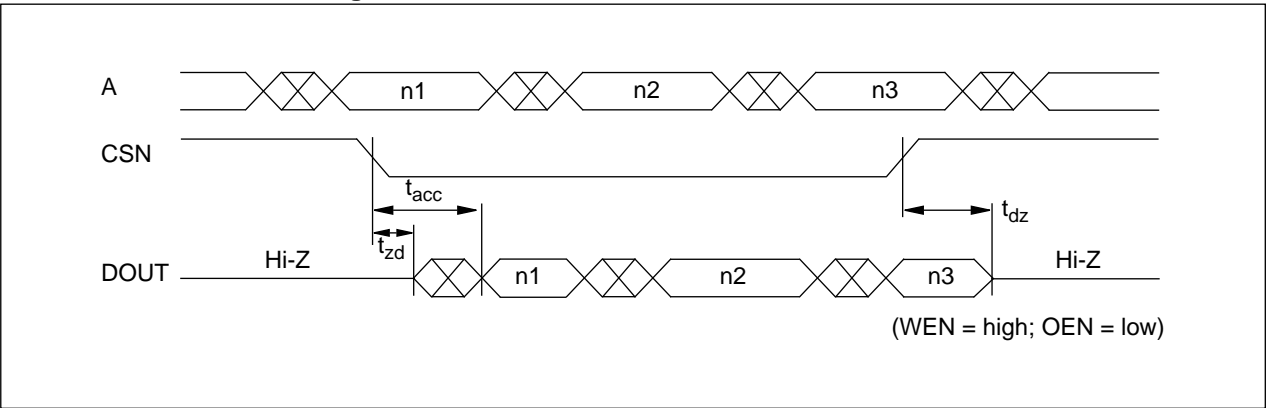 A
n1
n2
n3
CSN
tacc
tdz
tzd
DOUT
Hi-Z
n1
n2
n3
Hi-Z
(WEN = high; OEN = low)